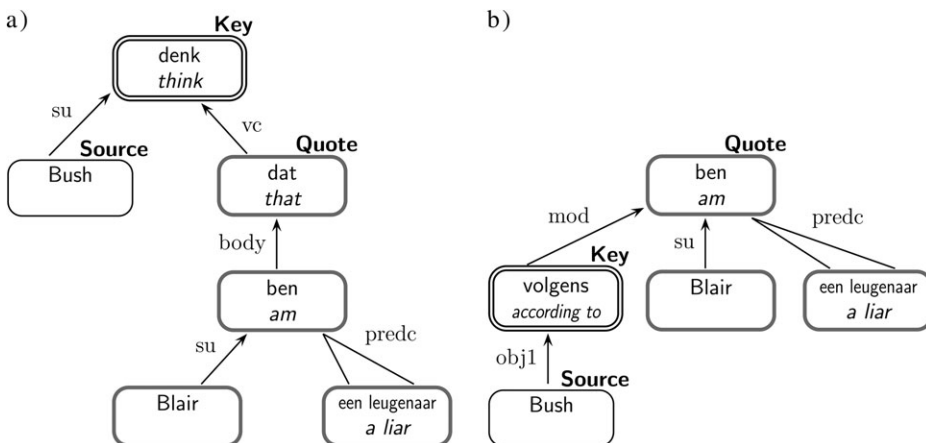 a)
Key
denk
think
su
vc
Source
Bush
Quote
dat
that
body
ben
am
su
predc
Blair
een leugenaar
a liar
b)
Quote
ben
am
mod
su
predc
Key
volgens
according to
Blair
een leugenaar
a liar
obj1
Source
Bush